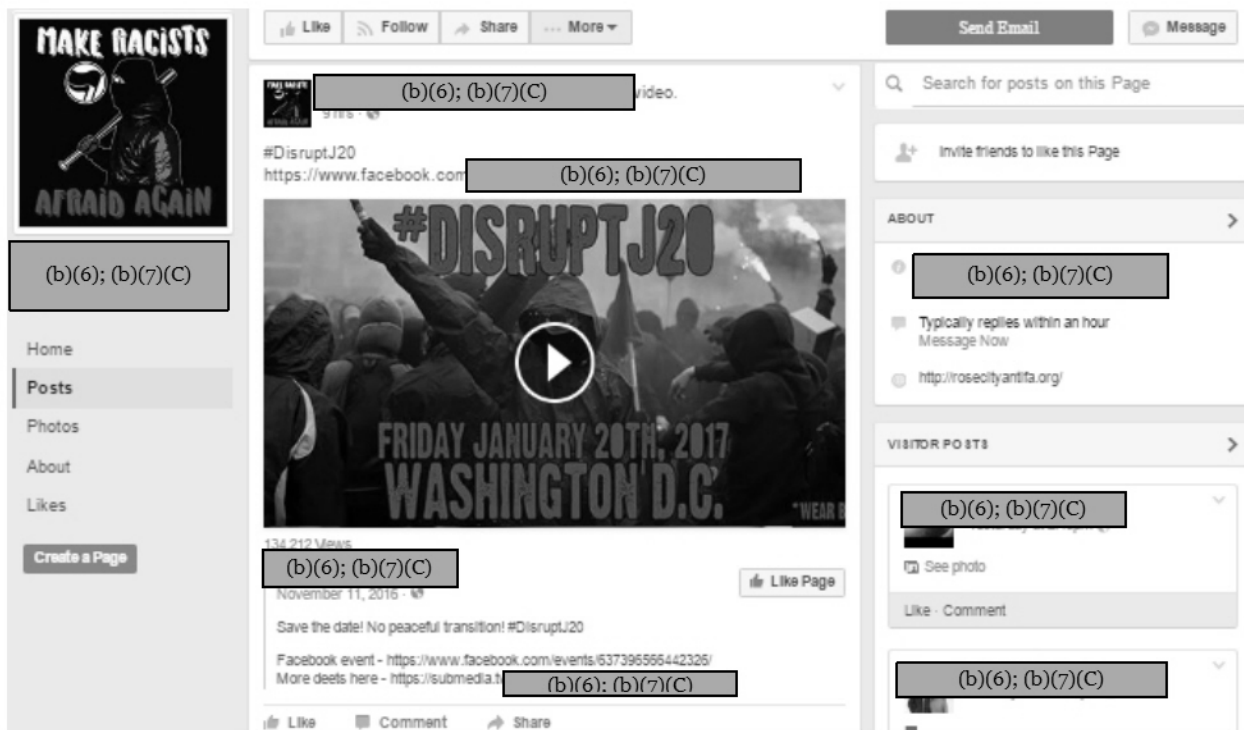 MAKE RACISTS
AFRAID AGAIN
(b)(6); (b)(7)(C)
Home
Posts
Photos
About
Likes
Create a Page
Like
Follow
Share
... More
(b)(6); (b)(7)(C)
video.
9 hrs ·
#DisruptJ20
https://www.facebook.com
(b)(6); (b)(7)(C)
#DISRUPTJ20
FRIDAY JANUARY 20TH, 2017
WASHINGTON D.C.
*WEAR B
134,212 Views
(b)(6); (b)(7)(C)
November 11, 2016 ·
Like Page
Save the date! No peaceful transition! #DisruptJ20
Facebook event - https://www.facebook.com/events/637396566442326/
More deets here - https://submedia.tv
(b)(6); (b)(7)(C)
Like
Comment
Share
Send Email
Message
Search for posts on this Page
Invite friends to like this Page
ABOUT
(b)(6); (b)(7)(C)
Typically replies within an hour
Message Now
http://rosecityantifa.org/
VISITOR POSTS
(b)(6); (b)(7)(C)
See photo
Like · Comment
(b)(6); (b)(7)(C)